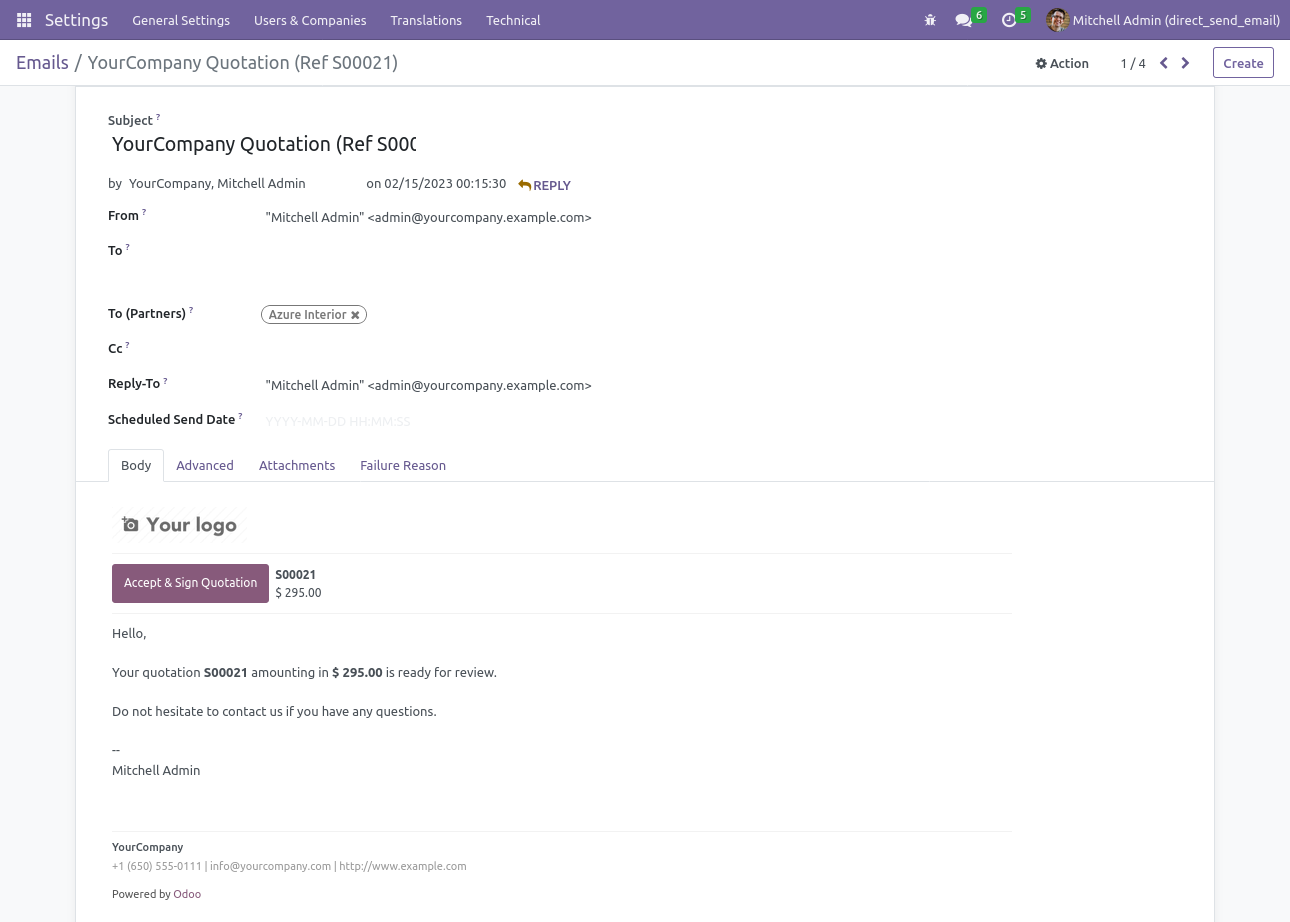 Settings General Settings Users & Companies Translations Technical 6 5 Mitchell Admin (direct_send_email)
Emails / YourCompany Quotation (Ref S00021) Action 1 / 4 Create
Subject ?
YourCompany Quotation (Ref S000
by YourCompany, Mitchell Admin on 02/15/2023 00:15:30 REPLY
From ? "Mitchell Admin" <admin@yourcompany.example.com>
To ?
To (Partners) ? Azure Interior ✖
Cc ?
Reply-To ? "Mitchell Admin" <admin@yourcompany.example.com>
Scheduled Send Date ? YYYY-MM-DD HH:MM:SS
Body Advanced Attachments Failure Reason
Your logo
Accept & Sign Quotation S00021
$ 295.00
Hello,
Your quotation S00021 amounting in $ 295.00 is ready for review.
Do not hesitate to contact us if you have any questions.
--
Mitchell Admin
YourCompany
+1 (650) 555-0111 | info@yourcompany.com | http://www.example.com
Powered by Odoo